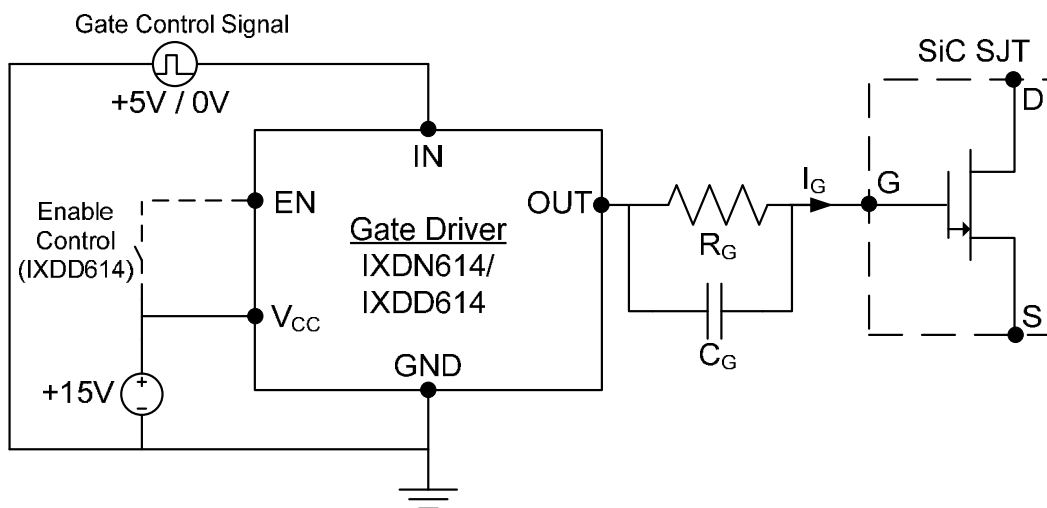 Gate Control Signal
+5V / 0V
SiC SJT
D
IN
EN
OUT
I_G
G
Enable
Control
(IXDD614)
Gate Driver
IXDN614/
IXDD614
R_G
V_CC
S
C_G
GND
+15V
+
–